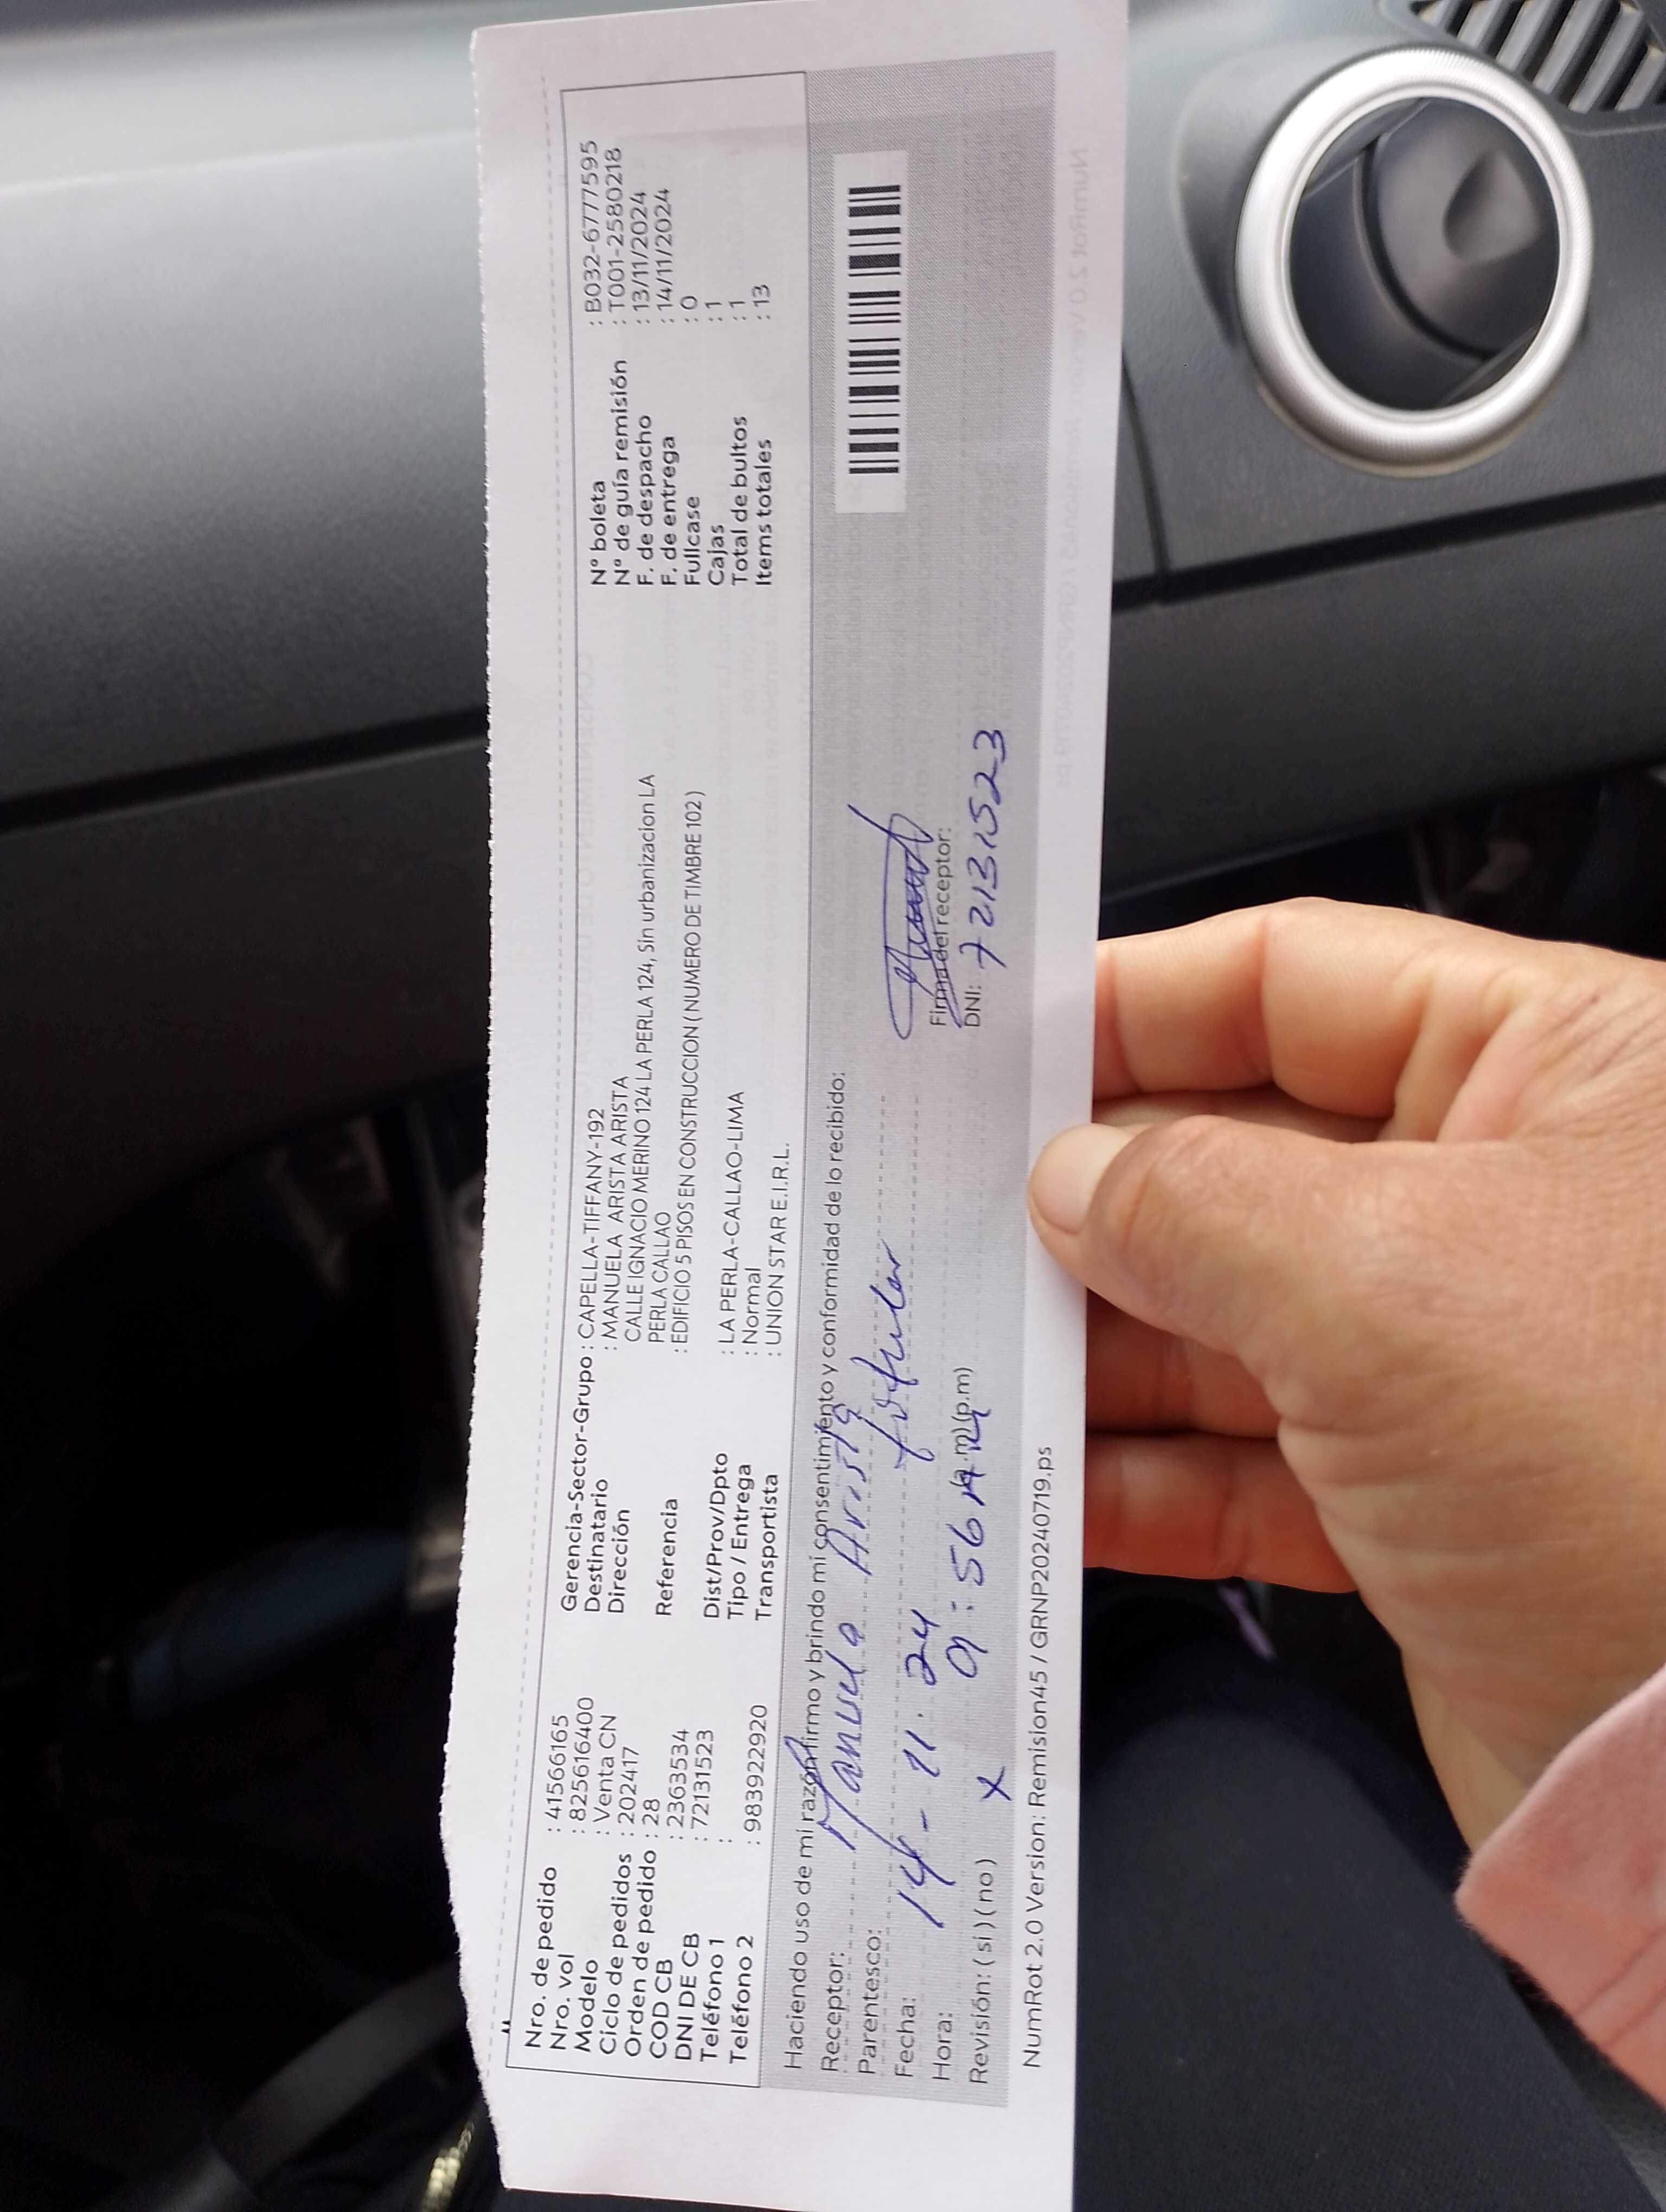 Nro. de pedido : 41566165
Nro. vol : 825616400
Modelo : Venta CN
Ciclo de pedidos : 202417
Orden de pedido : 28
COD CB : 2363534
DNI DE CB : 72131523
Teléfono 1 :
Teléfono 2 : 983922920
Gerencia-Sector-Grupo : CAPELLA-TIFFANY-192
Destinatario : MANUELA ARISTA ARISTA
Dirección CALLE IGNACIO MERINO 124 LA PERLA 124, Sin urbanizacion LA
PERLA CALLAO
Referencia : EDIFICIO 5 PISOS EN CONSTRUCCION ( NUMERO DE TIMBRE 102 )
Dist/Prov/Dpto : LA PERLA-CALLAO-LIMA
Tipo / Entrega : Normal
Transportista : UNION STAR E.I.R.L.
N° boleta : B032-6777595
N° de guía remisión : T001-2580218
F. de despacho : 13/11/2024
F. de entrega : 14/11/2024
Fullcase : 0
Cajas : 1
Total de bultos : 1
Items totales : 13
Haciendo uso de mi razón firmo y brindo mi consentimiento y conformidad de lo recibido:
Receptor: Manuela Arista
Parentesco:
Fecha: 14-11.24
Hora: 9:56 (a.m) (p.m)
Revisión: ( si ) ( no ) x
Firma del receptor:
DNI: 72131523
NumRot 2.0 Version: Remision45 / GRNP20240719.ps